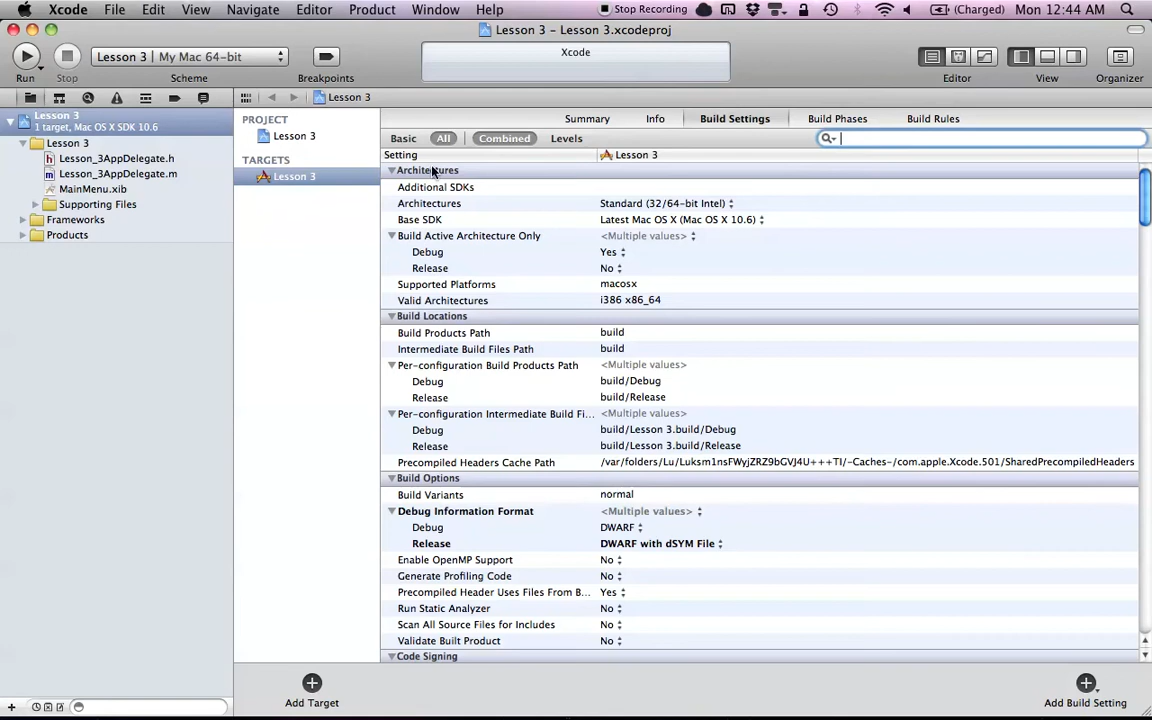 Xcode File Edit View Navigate Editor Product Window Help Stop Recording (Charged) Mon 12:44 AM
Lesson 3 – Lesson 3.xcodeproj
Lesson 3 | My Mac 64-bit
Xcode
Run Stop Scheme Breakpoints Editor View Organizer
Lesson 3
Lesson 3
1 target, Mac OS X SDK 10.6
Lesson 3
Lesson_3AppDelegate.h
Lesson_3AppDelegate.m
MainMenu.xib
Supporting Files
Frameworks
Products
PROJECT
Lesson 3
TARGETS
Lesson 3
Summary Info Build Settings Build Phases Build Rules
Basic All Combined Levels
Setting Lesson 3
Architectures
Additional SDKs
Architectures Standard (32/64-bit Intel)
Base SDK Latest Mac OS X (Mac OS X 10.6)
Build Active Architecture Only <Multiple values>
Debug Yes
Release No
Supported Platforms macosx
Valid Architectures i386 x86_64
Build Locations
Build Products Path build
Intermediate Build Files Path build
Per-configuration Build Products Path <Multiple values>
Debug build/Debug
Release build/Release
Per-configuration Intermediate Build Fi... <Multiple values>
Debug build/Lesson 3.build/Debug
Release build/Lesson 3.build/Release
Precompiled Headers Cache Path /var/folders/Lu/Luksm1nsFWyjZRZ9bGVJ4U+++TI/-Caches-/com.apple.Xcode.501/SharedPrecompiledHeaders
Build Options
Build Variants normal
Debug Information Format <Multiple values>
Debug DWARF
Release DWARF with dSYM File
Enable OpenMP Support No
Generate Profiling Code No
Precompiled Header Uses Files From B... Yes
Run Static Analyzer No
Scan All Source Files for Includes No
Validate Built Product No
Code Signing
Add Target Add Build Setting